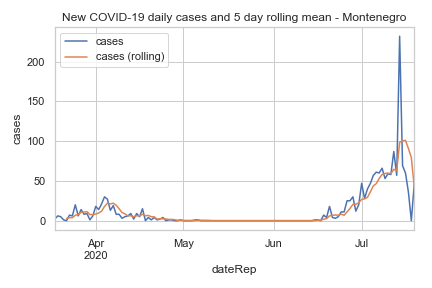 New COVID-19 daily cases and 5 day rolling mean - Montenegro
cases
cases (rolling)
cases
200
150
100
50
0
Apr
2020
May
Jun
Jul
dateRep